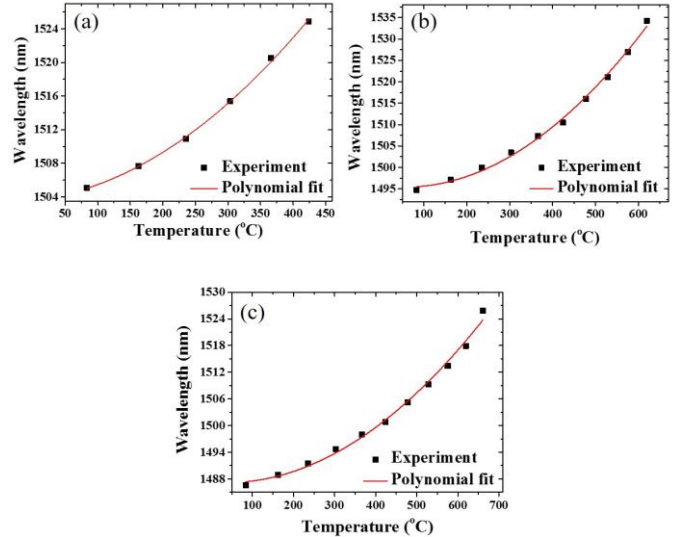 (a)
Wavelength (nm)
1524
1520
1516
1512
1508
1504
50 100 150 200 250 300 350 400 450
Temperature (°C)
Experiment
Polynomial fit
(b)
Wavelength (nm)
1535
1530
1525
1520
1515
1510
1505
1500
1495
100 200 300 400 500 600
Temperature (°C)
Experiment
Polynomial fit
(c)
Wavelength (nm)
1530
1524
1518
1512
1506
1500
1494
1488
100 200 300 400 500 600 700
Temperature (°C)
Experiment
Polynomial fit